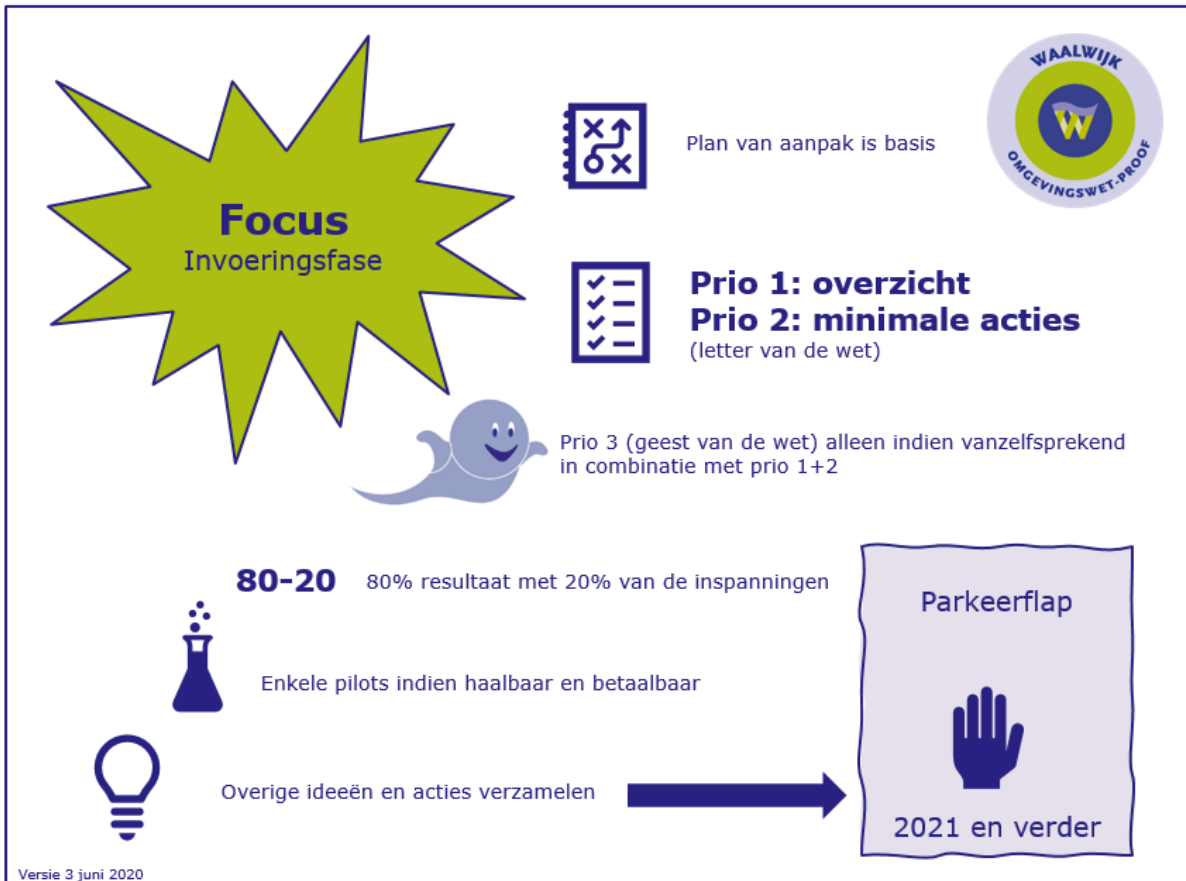 Focus
Invoeringsfase
Plan van aanpak is basis
WAALWIJK
W
OMGEVINGSWET-PROOF
Prio 1: overzicht
Prio 2: minimale acties
(letter van de wet)
Prio 3 (geest van de wet) alleen indien vanzelfsprekend
in combinatie met prio 1+2
80-20 80% resultaat met 20% van de inspanningen
Enkele pilots indien haalbaar en betaalbaar
Overige ideeën en acties verzamelen
Parkeerflap
2021 en verder
Versie 3 juni 2020